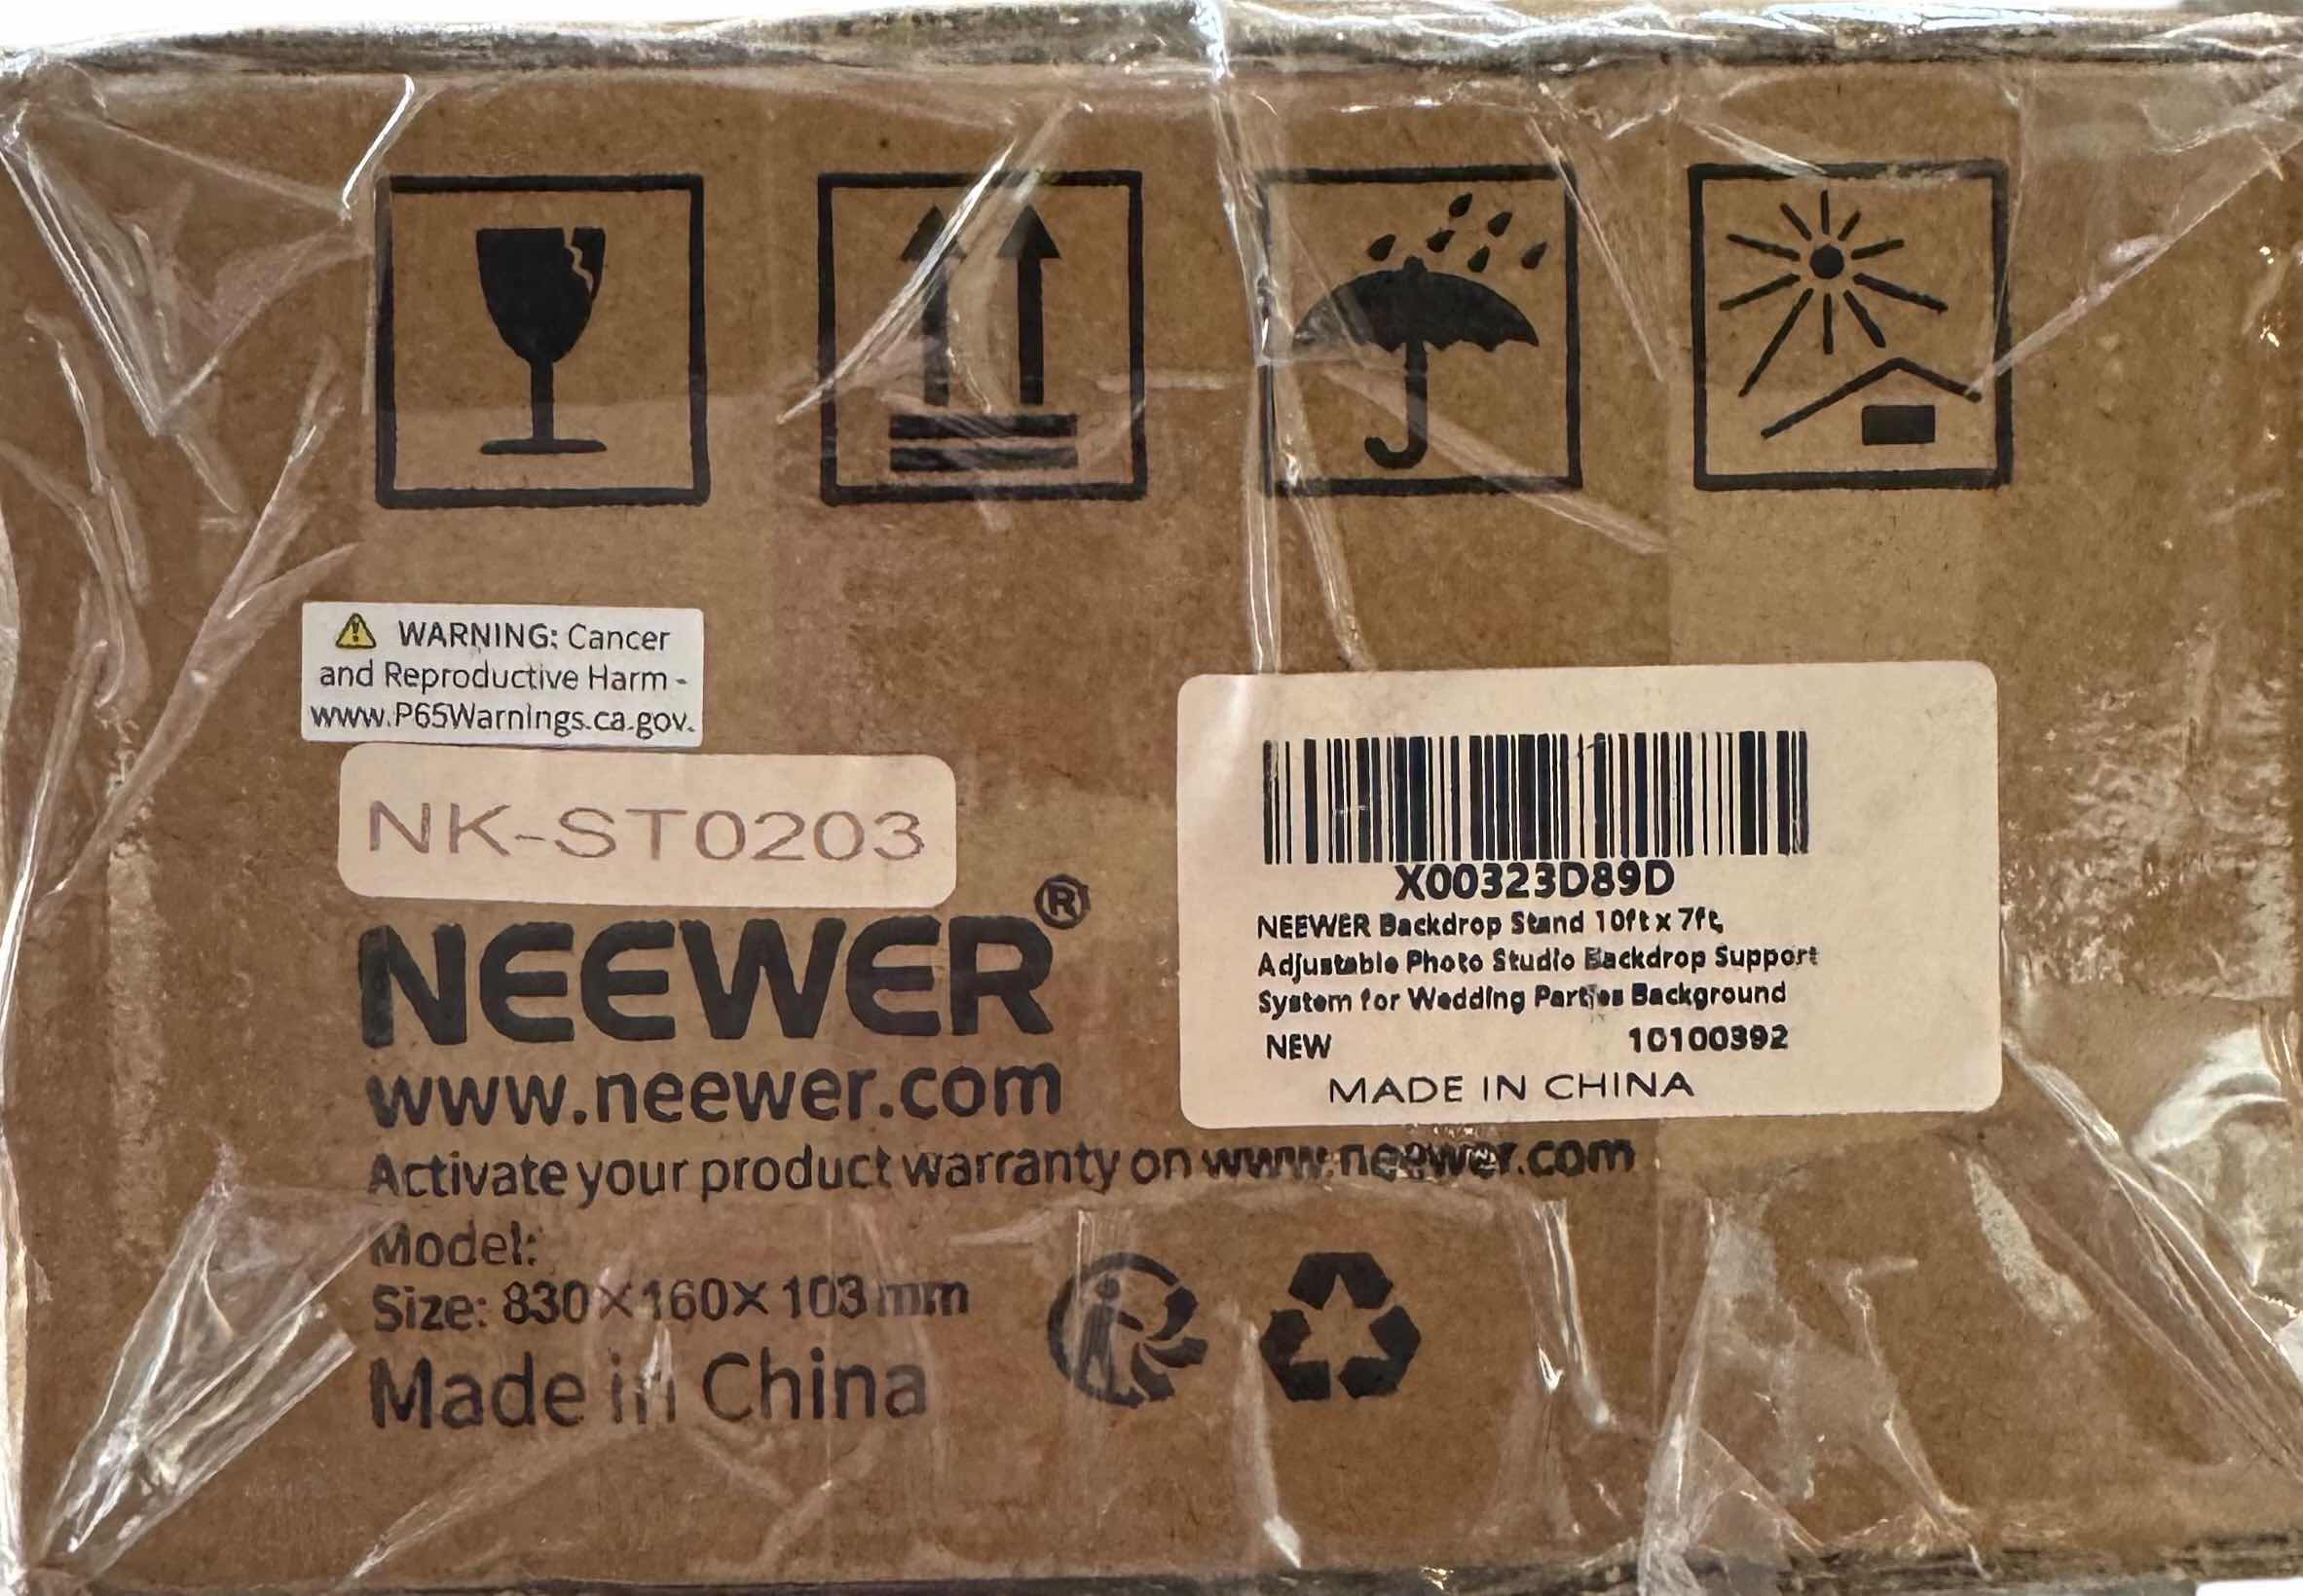 WARNING: Cancer
and Reproductive Harm -
www.P65Warnings.ca.gov.
NK-ST0203
NEEWER®
www.neewer.com
Activate your product warranty on www.neewer.com
Model:
Size: 830×160×103mm
Made in China
X00323D89D
NEEWER Backdrop Stand 10ft x 7ft,
Adjustable Photo Studio Backdrop Support
System for Wedding Parties Background
NEW 10100392
MADE IN CHINA